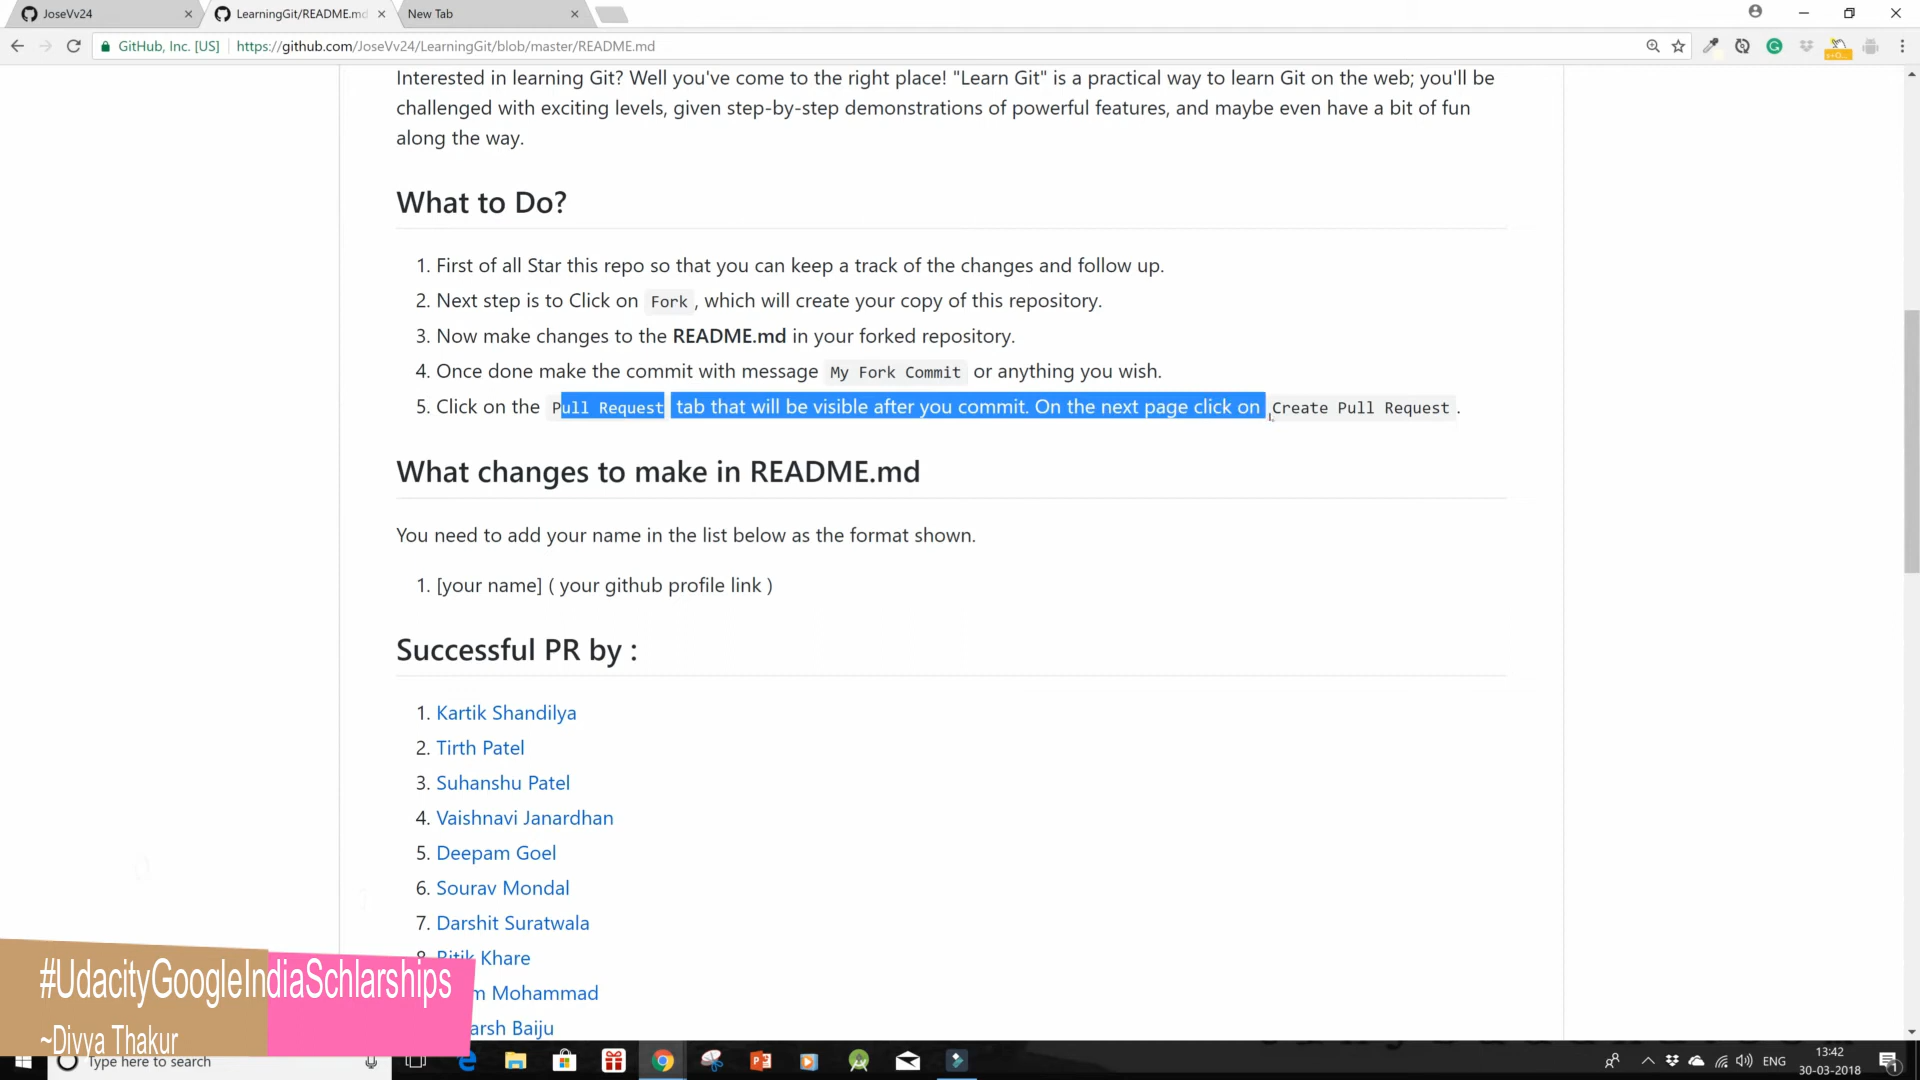 JoseVv24
LearningGit/README.md
New Tab
GitHub, Inc. [US]
https://github.com/JoseVv24/LearningGit/blob/master/README.md
Interested in learning Git? Well you've come to the right place! "Learn Git" is a practical way to learn Git on the web; you'll be
challenged with exciting levels, given step-by-step demonstrations of powerful features, and maybe even have a bit of fun
along the way.
What to Do?
1. First of all Star this repo so that you can keep a track of the changes and follow up.
2. Next step is to Click on Fork , which will create your copy of this repository.
3. Now make changes to the README.md in your forked repository.
4. Once done make the commit with message My Fork Commit or anything you wish.
5. Click on the Pull Request tab that will be visible after you commit. On the next page click on Create Pull Request .
What changes to make in README.md
You need to add your name in the list below as the format shown.
1. [your name] ( your github profile link )
Successful PR by :
1. Kartik Shandilya
2. Tirth Patel
3. Suhanshu Patel
4. Vaishnavi Janardhan
5. Deepam Goel
6. Sourav Mondal
7. Darshit Suratwala
8. Ritik Khare
Mohammad
Baiju
#UdacityGoogleIndiaSchlarships
~Divya Thakur
Type here to search
ENG
13:42
30-03-2018
1